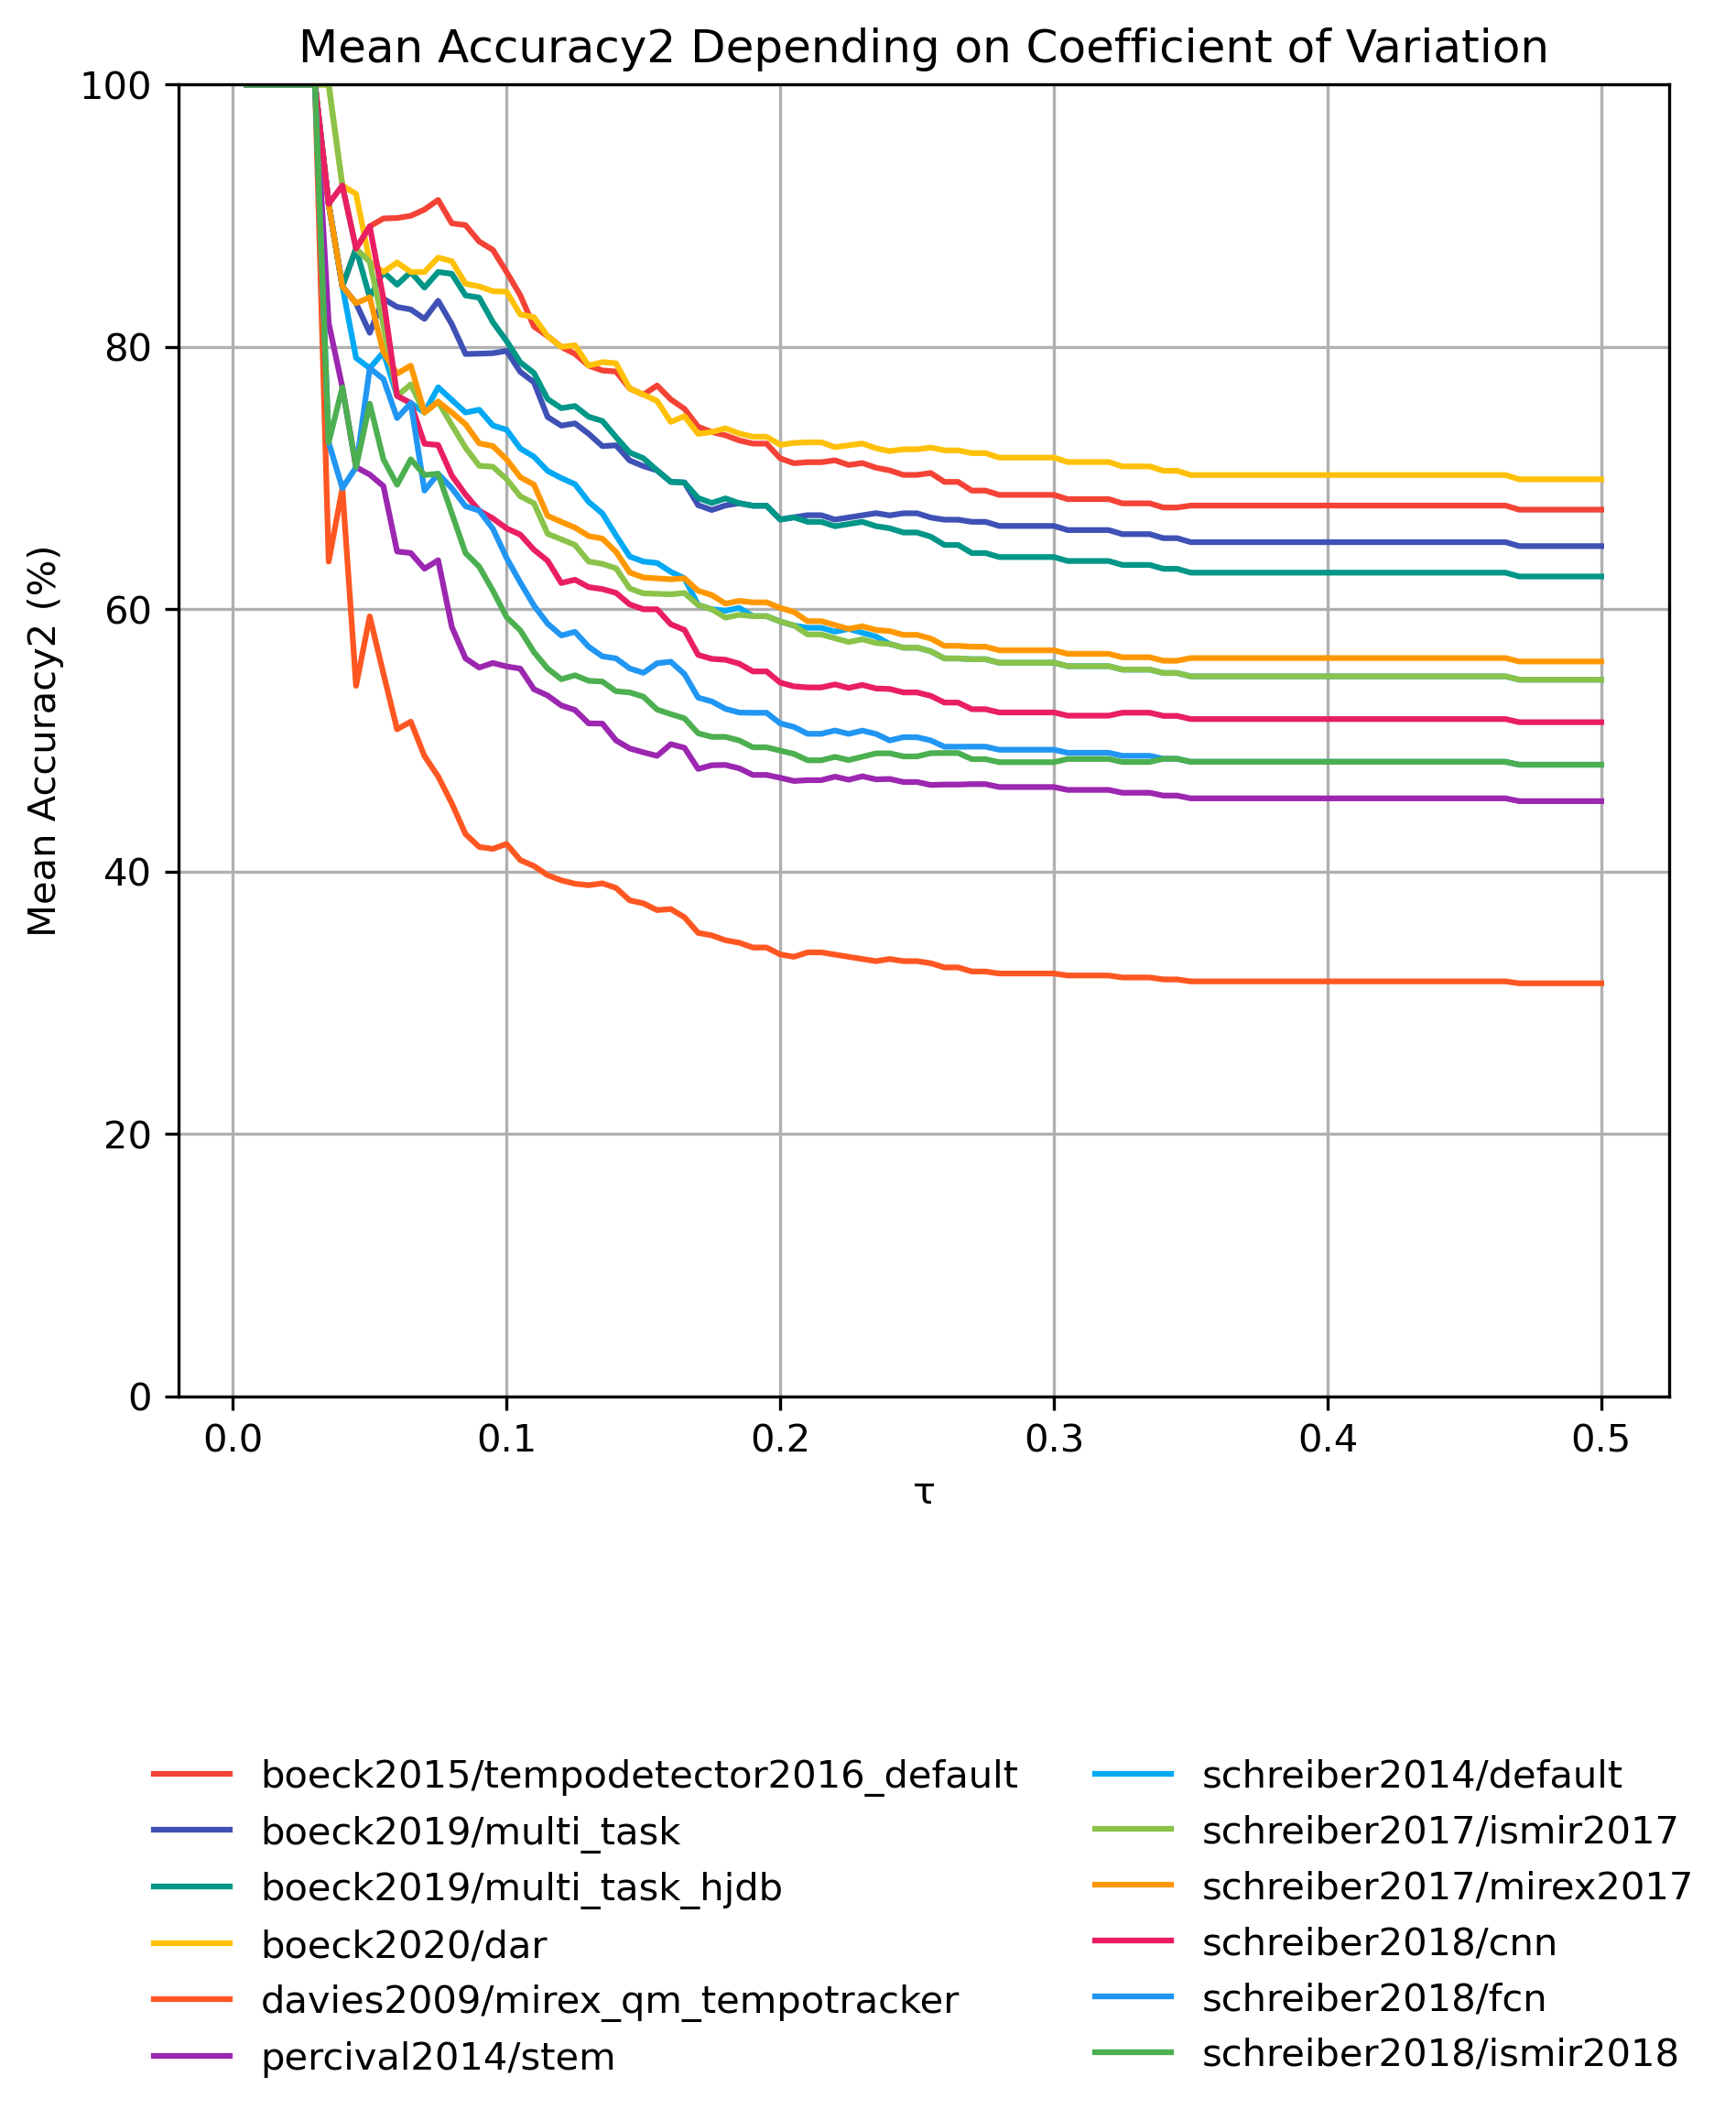 Mean Accuracy2 Depending on Coefficient of Variation
100
80
60
40
20
0
Mean Accuracy2 (%)
0.0 0.1 0.2 0.3 0.4 0.5
τ
boeck2015/tempodetector2016_default
boeck2019/multi_task
boeck2019/multi_task_hjdb
boeck2020/dar
davies2009/mirex_qm_tempotracker
percival2014/stem
schreiber2014/default
schreiber2017/ismir2017
schreiber2017/mirex2017
schreiber2018/cnn
schreiber2018/fcn
schreiber2018/ismir2018